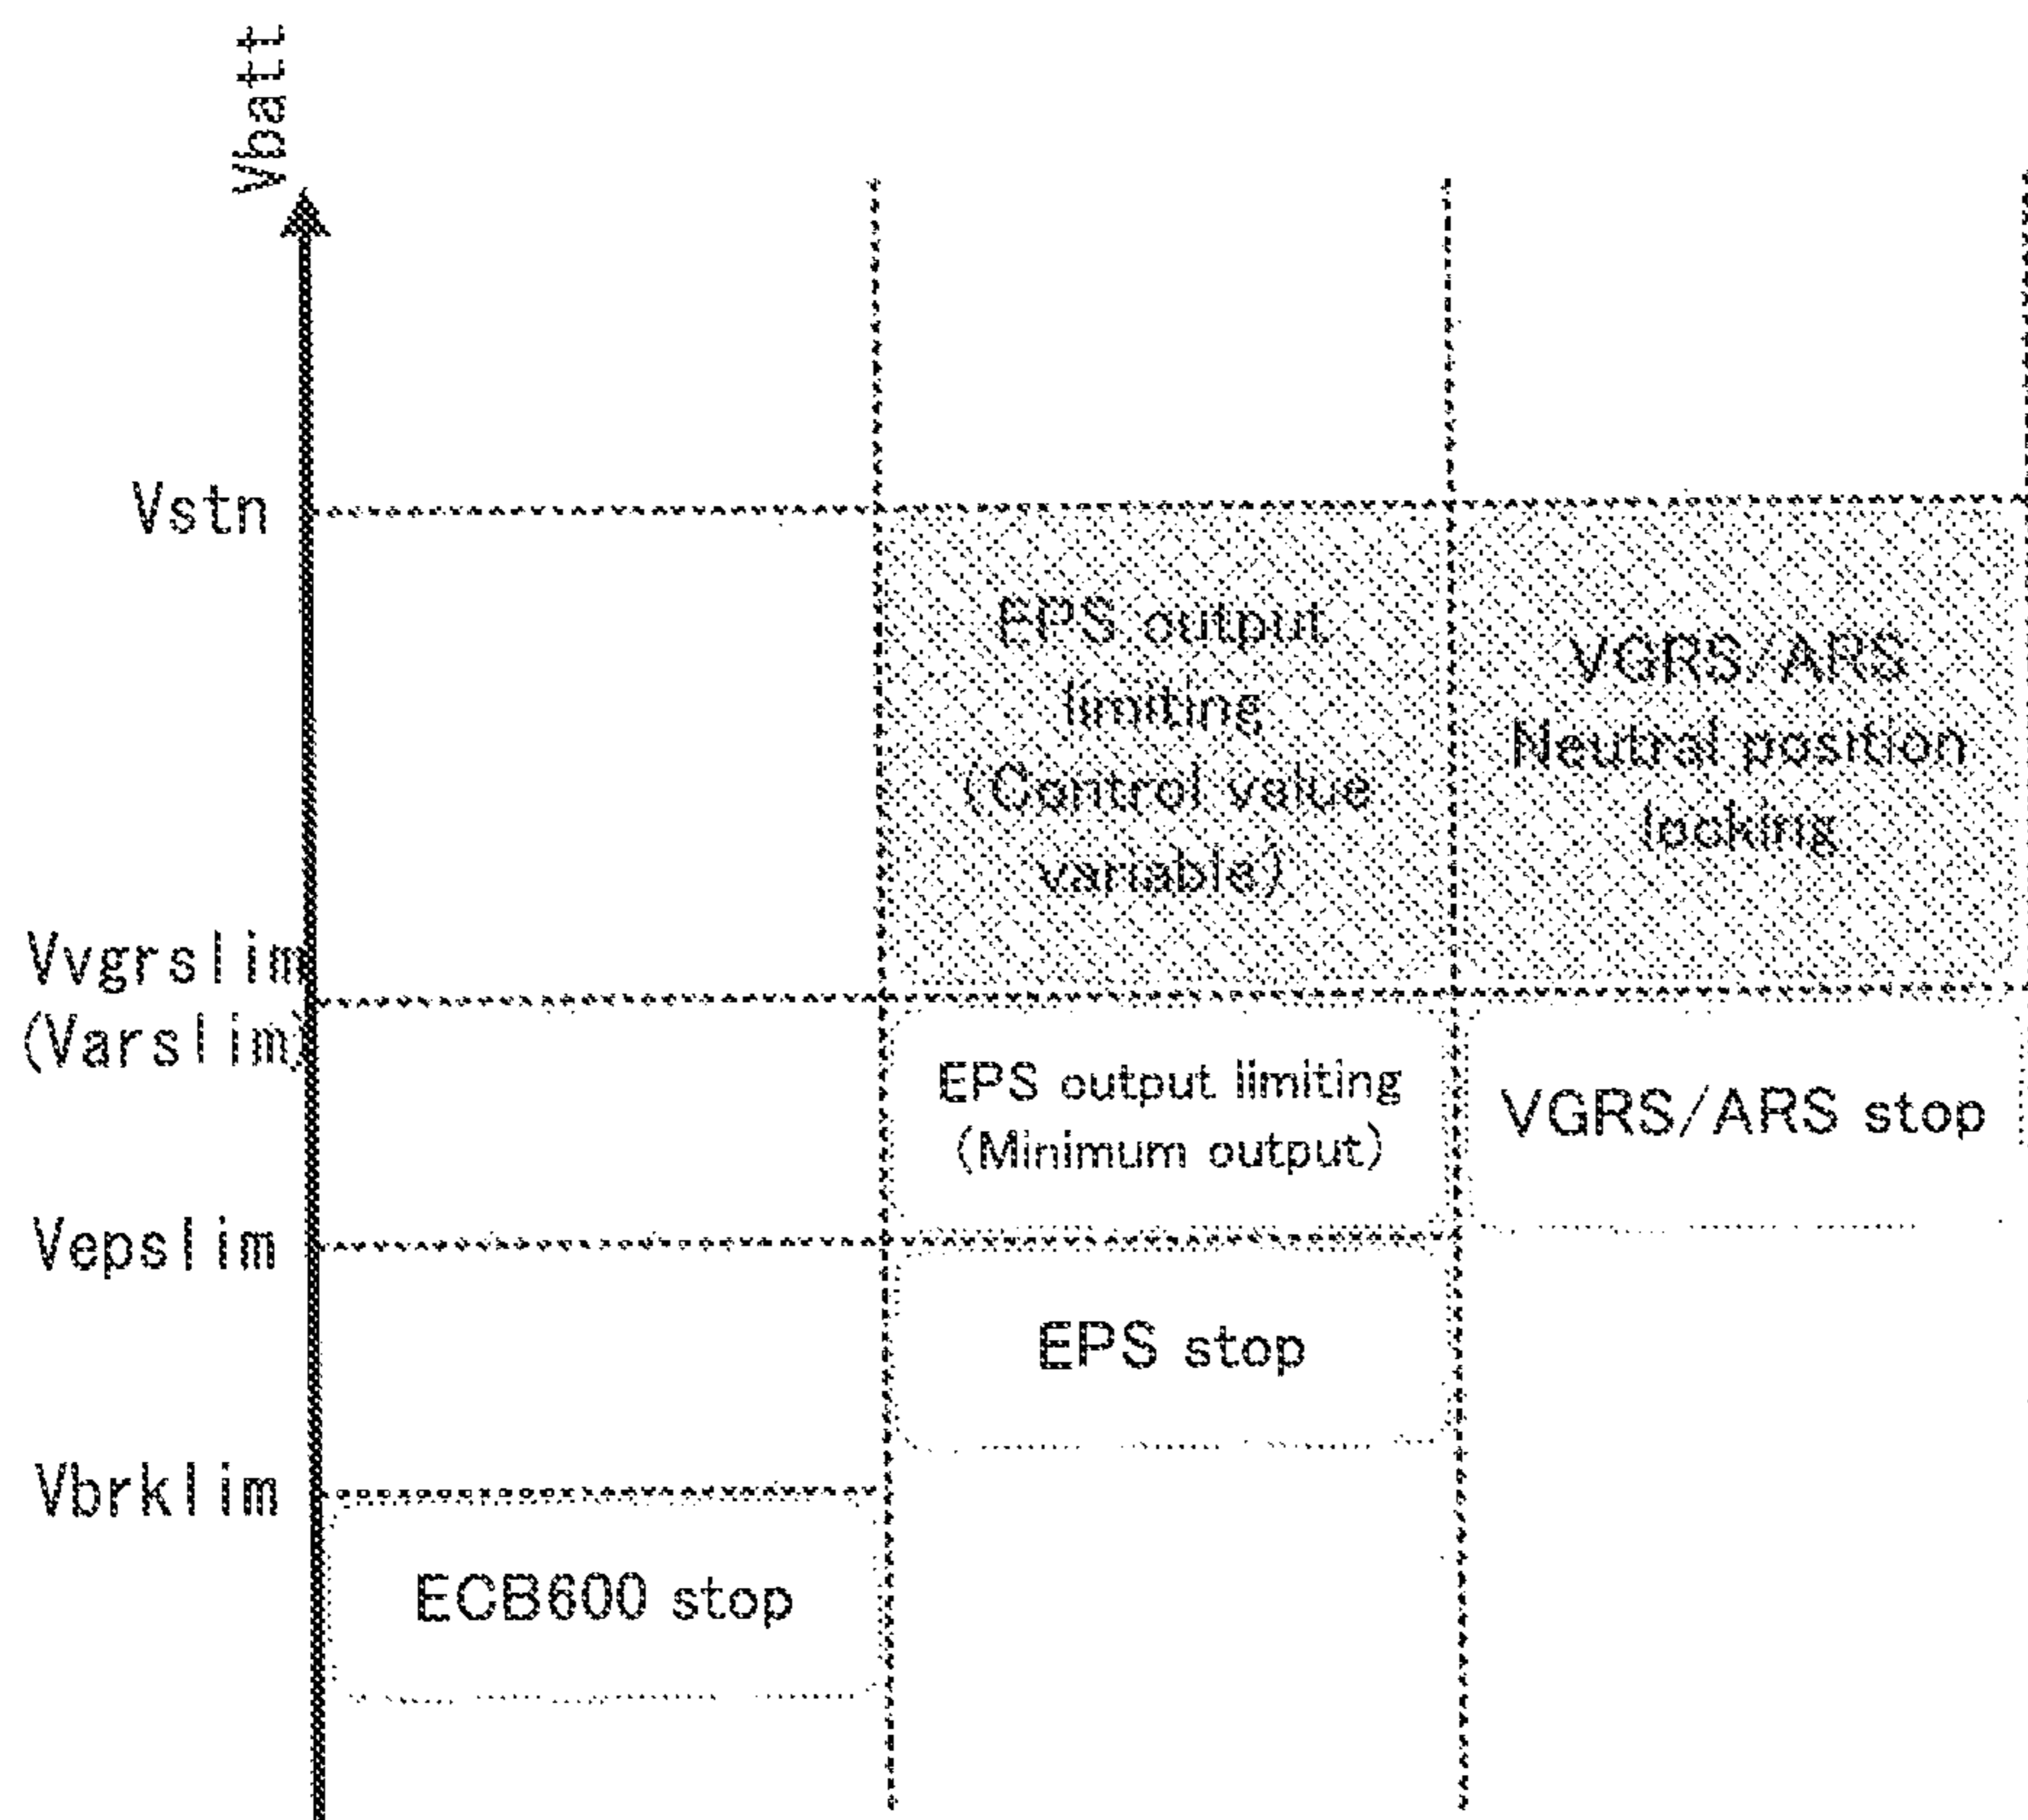 Vbatt
Vstn
EPS output
limiting
(Control value
variable)
VGRS/ARS
Neutral position
locking
Vvgrslim
(Varslim)
EPS output limiting
(Minimum output)
VGRS/ARS stop
Vepslim
EPS stop
Vbrklim
ECB600 stop